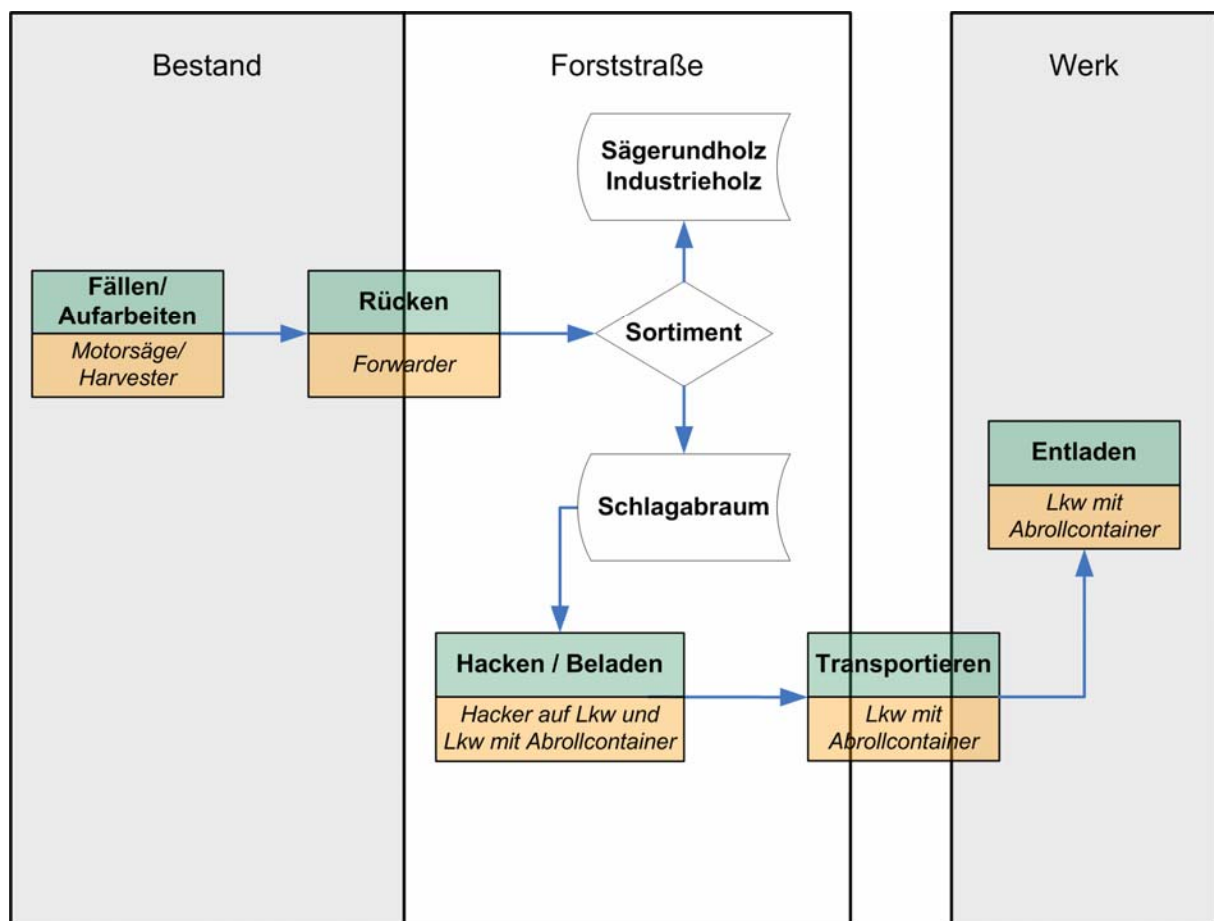 Bestand
Forststraße
Werk
Sägerundholz
Industrieholz
Fällen/
Aufarbeiten
Motorsäge/
Harvester
Rücken
Forwarder
Sortiment
Schlagabraum
Entladen
Lkw mit
Abrollcontainer
Hacken / Beladen
Hacker auf Lkw und
Lkw mit Abrollcontainer
Transportieren
Lkw mit
Abrollcontainer